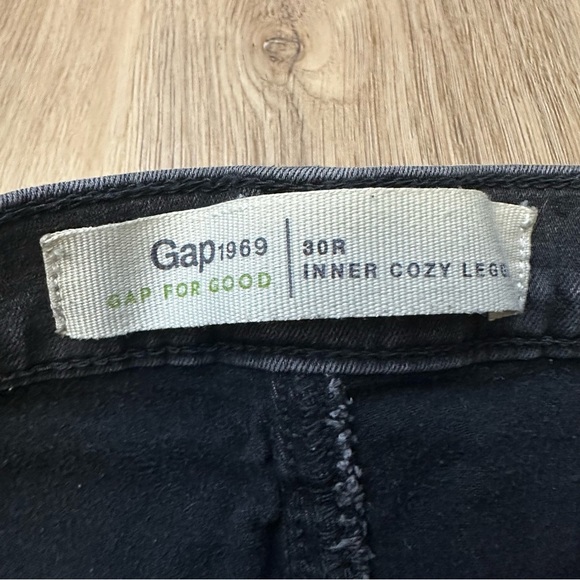 Gap1969
GAP FOR GOOD
30R
INNER COZY LEGG